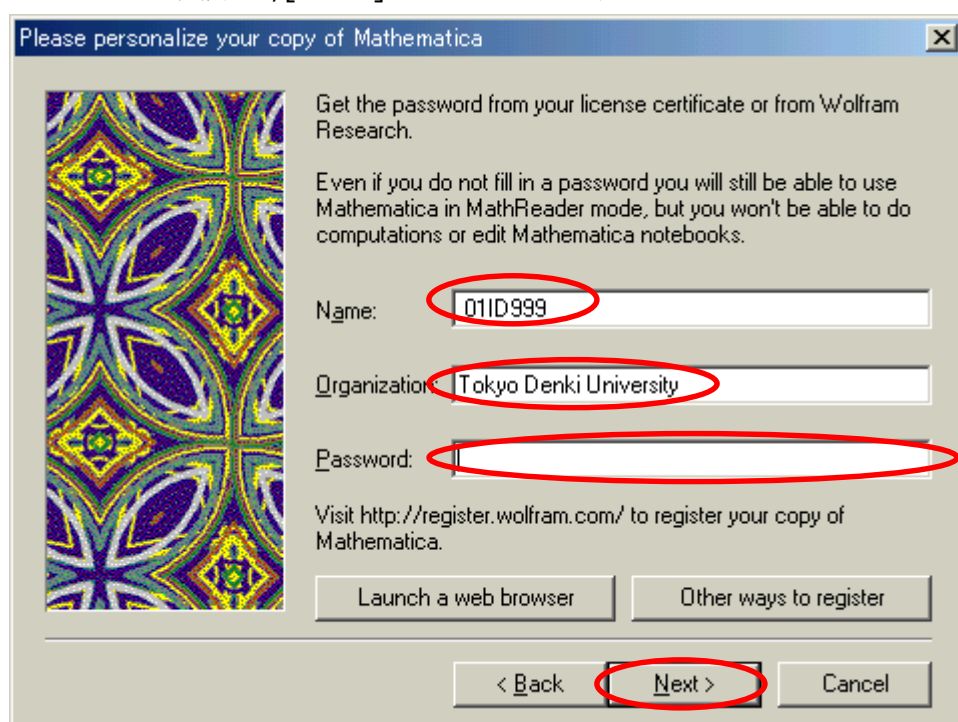 Please personalize your copy of Mathematica
Get the password from your license certificate or from Wolfram
Research.
Even if you do not fill in a password you will still be able to use
Mathematica in MathReader mode, but you won't be able to do
computations or edit Mathematica notebooks.
Name: 01ID999
Organization: Tokyo Denki University
Password:
Visit http://register.wolfram.com/ to register your copy of
Mathematica.
Launch a web browser Other ways to register
< Back Next > Cancel